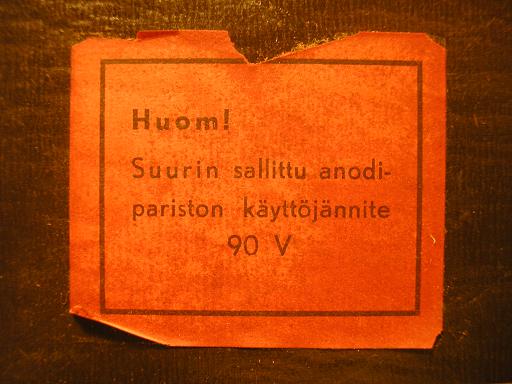 Huom!
Suurin sallittu anodi-
pariston käyttöjännite
90 V